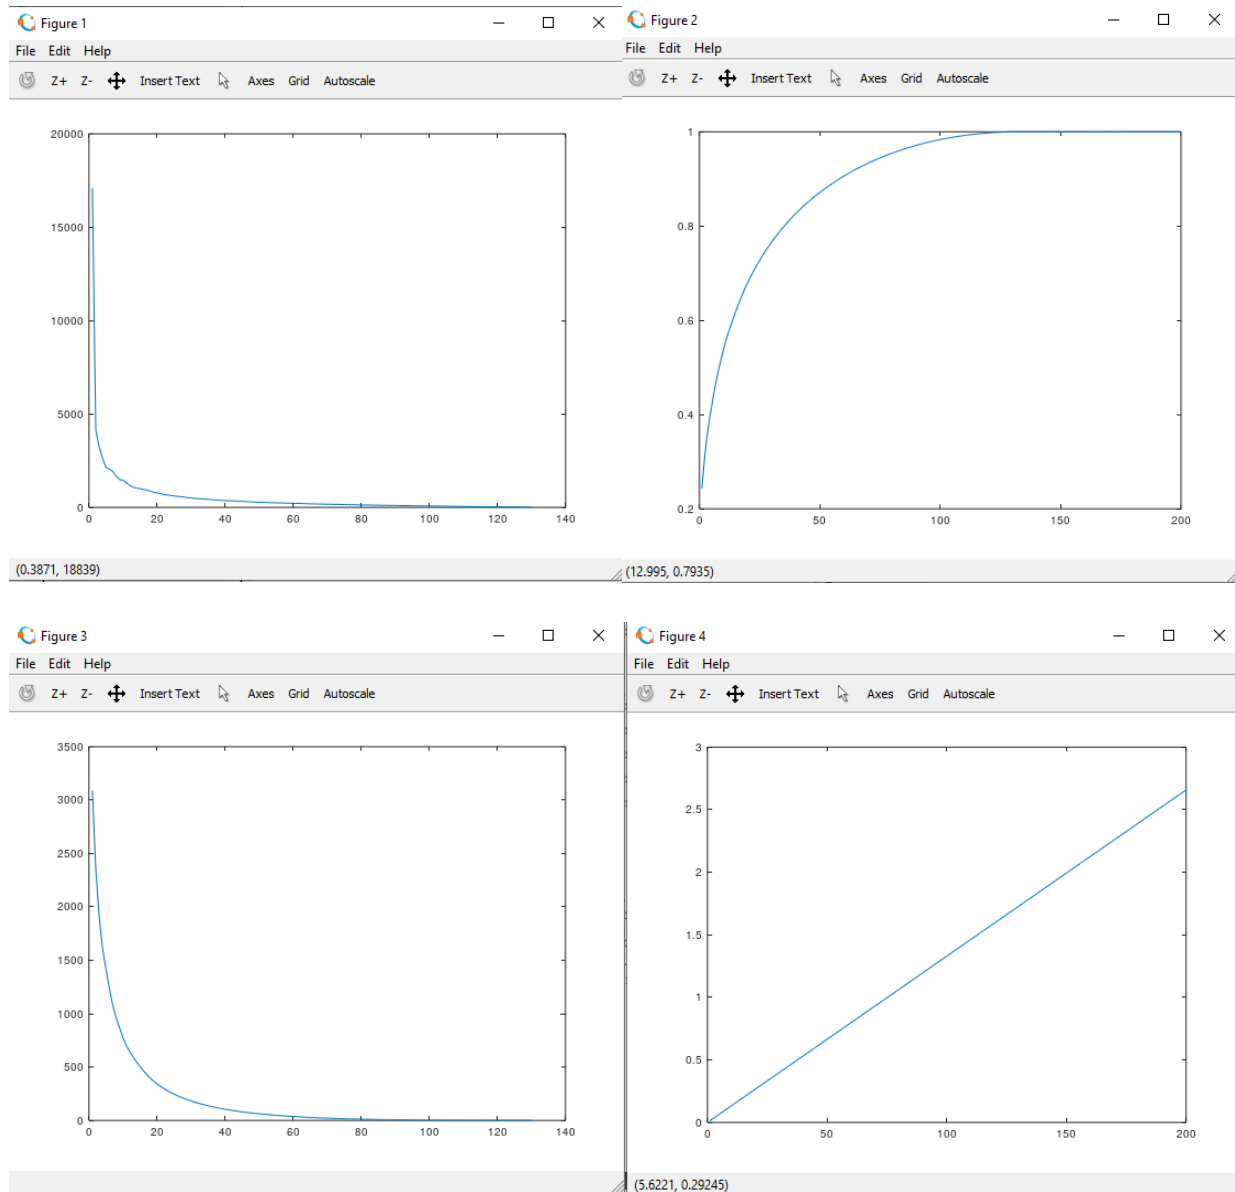 Figure 1
File Edit Help
Z+ Z- Insert Text Axes Grid Autoscale
20000
15000
10000
5000
0
0 20 40 60 80 100 120 140
(0.3871, 18839)
Figure 2
File Edit Help
Z+ Z- Insert Text Axes Grid Autoscale
1
0.8
0.6
0.4
0.2
0 50 100 150 200
(12.995, 0.7935)
Figure 3
File Edit Help
Z+ Z- Insert Text Axes Grid Autoscale
3500
3000
2500
2000
1500
1000
500
0
0 20 40 60 80 100 120 140
Figure 4
File Edit Help
Z+ Z- Insert Text Axes Grid Autoscale
3
2.5
2
1.5
1
0.5
0
0 50 100 150 200
(5.6221, 0.29245)